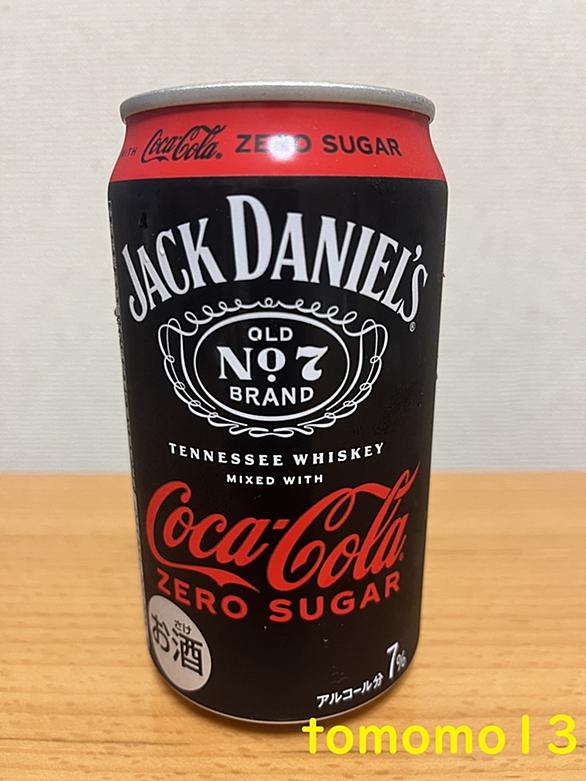 WITH Coca-Cola. ZERO SUGAR
JACK DANIEL'S®
OLD
No. 7
BRAND
TENNESSEE WHISKEY
MIXED WITH
Coca-Cola
ZERO SUGAR
さけ
お酒
アルコール分 7%
tomomo13